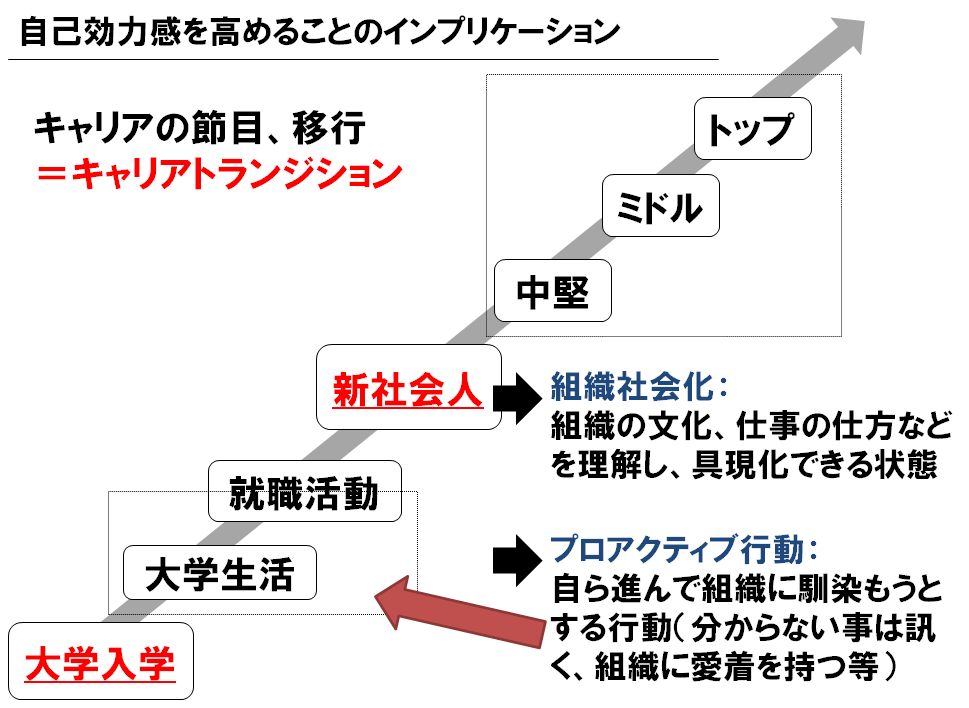 自己効力感を高めることのインプリケーション
キャリアの節目、移行
＝キャリアトランジション
トップ
ミドル
中堅
新社会人
組織社会化：
組織の文化、仕事の仕方など
を理解し、具現化できる状態
就職活動
大学生活
プロアクティブ行動：
自ら進んで組織に馴染もうと
する行動（分からない事は訊
く、組織に愛着を持つ等）
大学入学